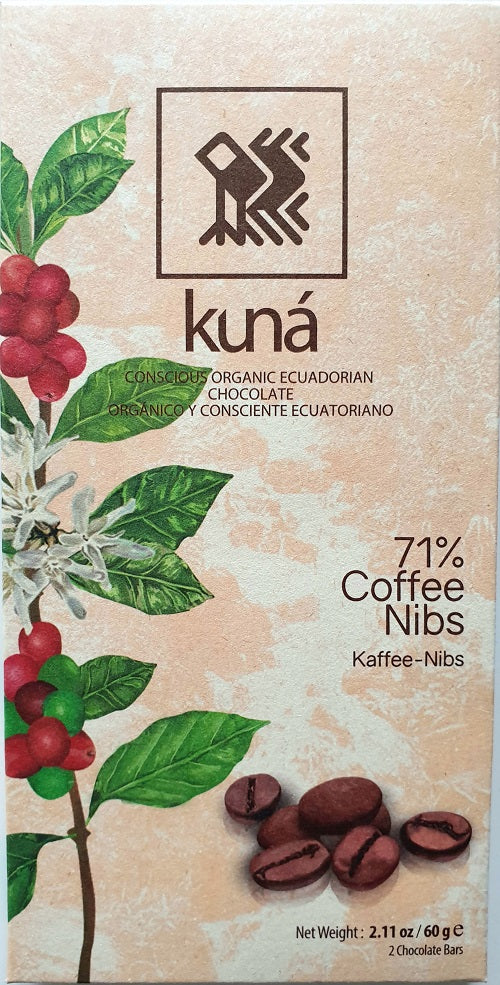 kuná
CONSCIOUS ORGANIC ECUADORIAN
CHOCOLATE
ORGÁNICO Y CONSCIENTE ECUATORIANO
71%
Coffee
Nibs
Kaffee-Nibs
Net Weight: 2.11 oz / 60 g e
2 Chocolate Bars